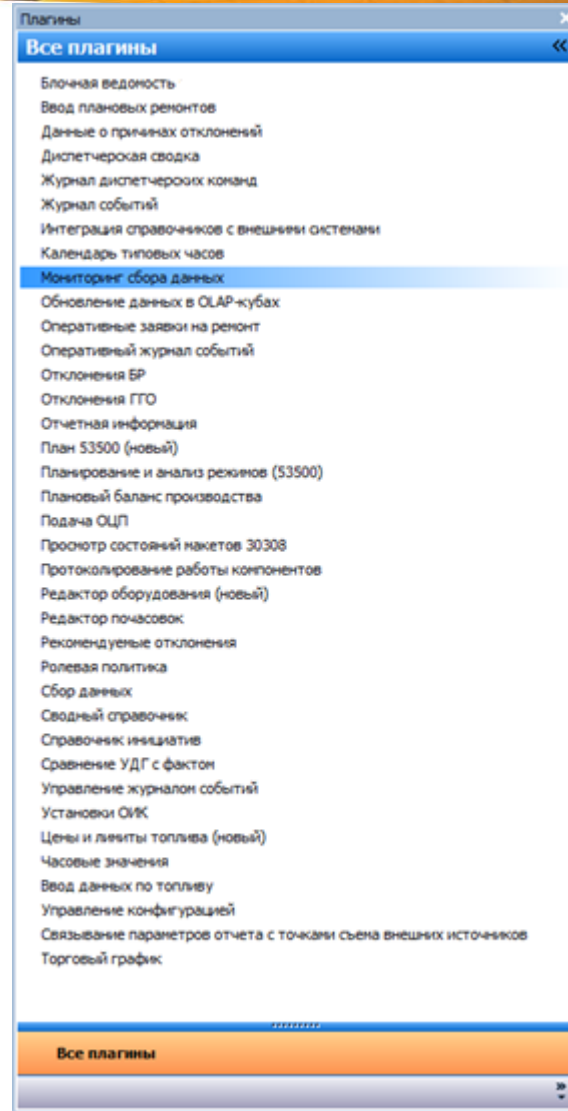 Плагины
Все плагины
Блочная ведомость
Ввод плановых ремонтов
Данные о причинах отклонений
Диспетчерская сводка
Журнал диспетчерских команд
Журнал событий
Интеграция справочников с внешними системами
Календарь типовых часов
Мониторинг сбора данных
Обновление данных в OLAP-кубах
Оперативные заявки на ремонт
Оперативный журнал событий
Отклонения БР
Отклонения ГГО
Отчетная информация
План 53500 (новый)
Планирование и анализ режимов (53500)
Плановый баланс производства
Подача ОЦП
Просмотр состояний макетов 30308
Протоколирование работы компонентов
Редактор оборудования (новый)
Редактор почасовок
Рекомендуемые отклонения
Ролевая политика
Сбор данных
Сводный справочник
Справочник инициатив
Сравнение УДГ с фактом
Управление журналом событий
Установки ОИК
Цены и лимиты топлива (новый)
Часовые значения
Ввод данных по топливу
Управление конфигурацией
Связывание параметров отчета с точками съема внешних источников
Торговый график
Все плагины